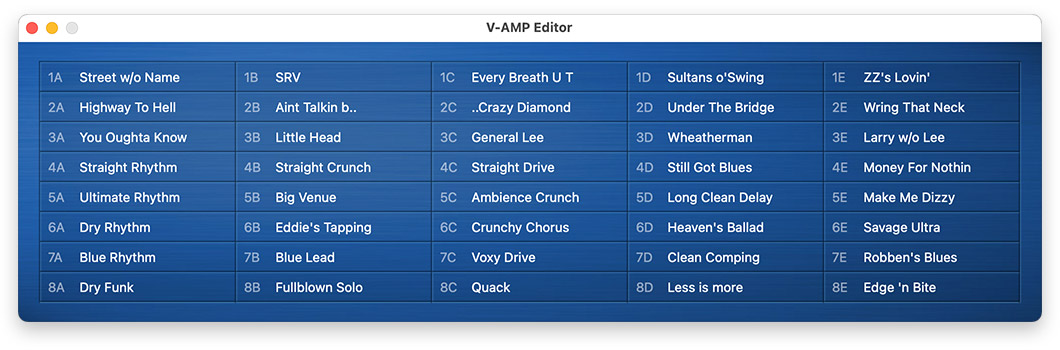 V-AMP Editor
1A Street w/o Name 1B SRV 1C Every Breath U T 1D Sultans o'Swing 1E ZZ's Lovin'
2A Highway To Hell 2B Aint Talkin b.. 2C ..Crazy Diamond 2D Under The Bridge 2E Wring That Neck
3A You Oughta Know 3B Little Head 3C General Lee 3D Wheatherman 3E Larry w/o Lee
4A Straight Rhythm 4B Straight Crunch 4C Straight Drive 4D Still Got Blues 4E Money For Nothin
5A Ultimate Rhythm 5B Big Venue 5C Ambience Crunch 5D Long Clean Delay 5E Make Me Dizzy
6A Dry Rhythm 6B Eddie's Tapping 6C Crunchy Chorus 6D Heaven's Ballad 6E Savage Ultra
7A Blue Rhythm 7B Blue Lead 7C Voxy Drive 7D Clean Comping 7E Robben's Blues
8A Dry Funk 8B Fullblown Solo 8C Quack 8D Less is more 8E Edge 'n Bite